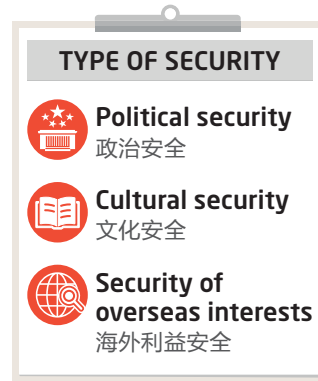 TYPE OF SECURITY
Political security
政治安全
Cultural security
文化安全
Security of
overseas interests
海外利益安全